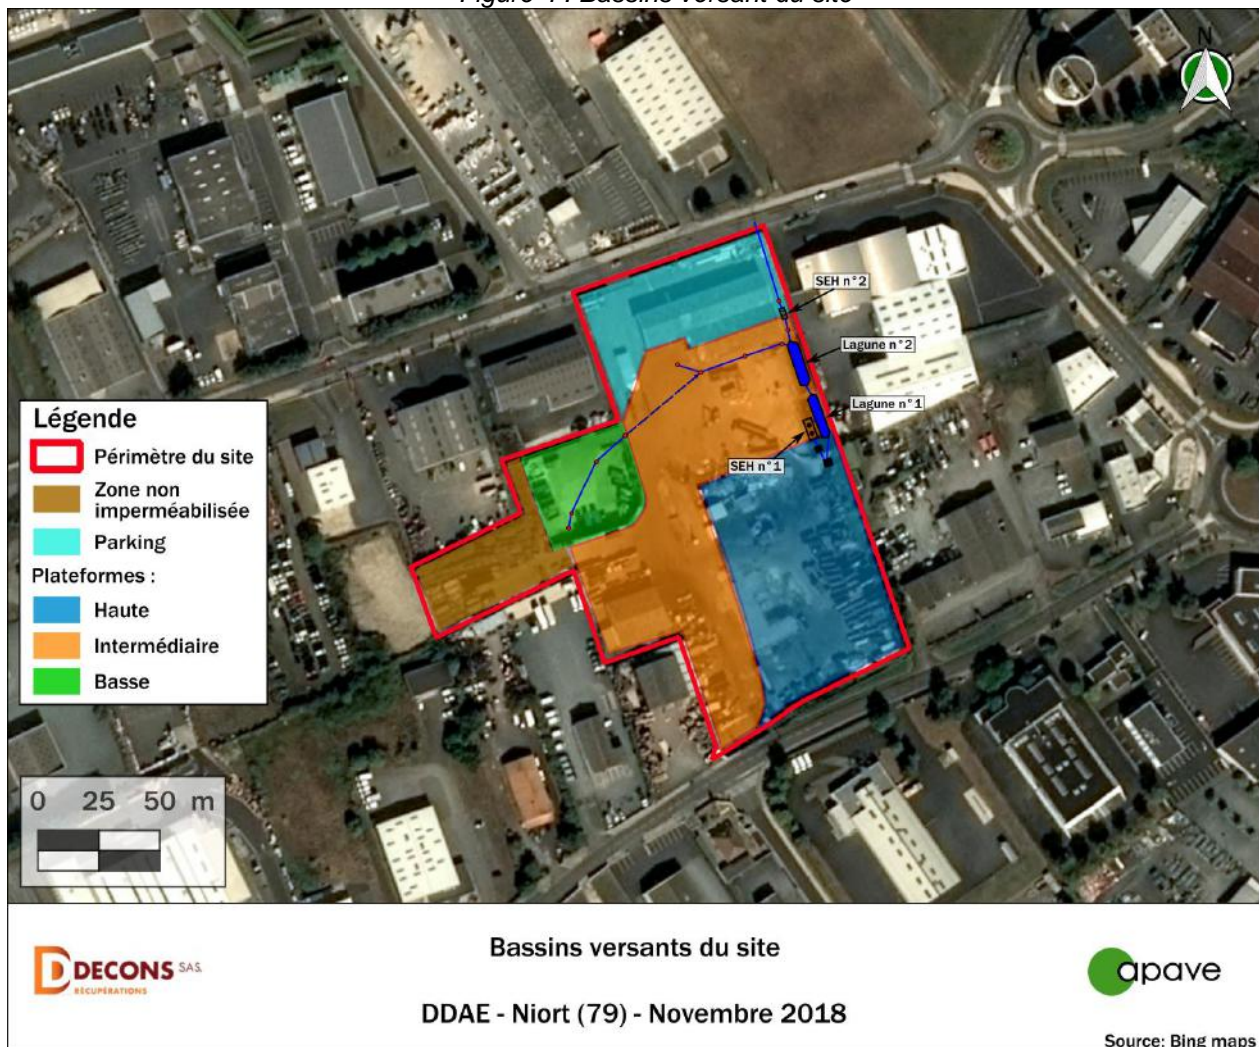 Figure 4 : Bassins versant du site
N
SEH n°2
Lagune n°2
Lagune n°1
SEH n°1
Légende
Périmètre du site
Zone non
imperméabilisée
Parking
Plateformes :
Haute
Intermédiaire
Basse
0 25 50 m
DECONS SAS
RÉCUPÉRATIONS
Bassins versants du site
DDAE - Niort (79) - Novembre 2018
apave
Source: Bing maps